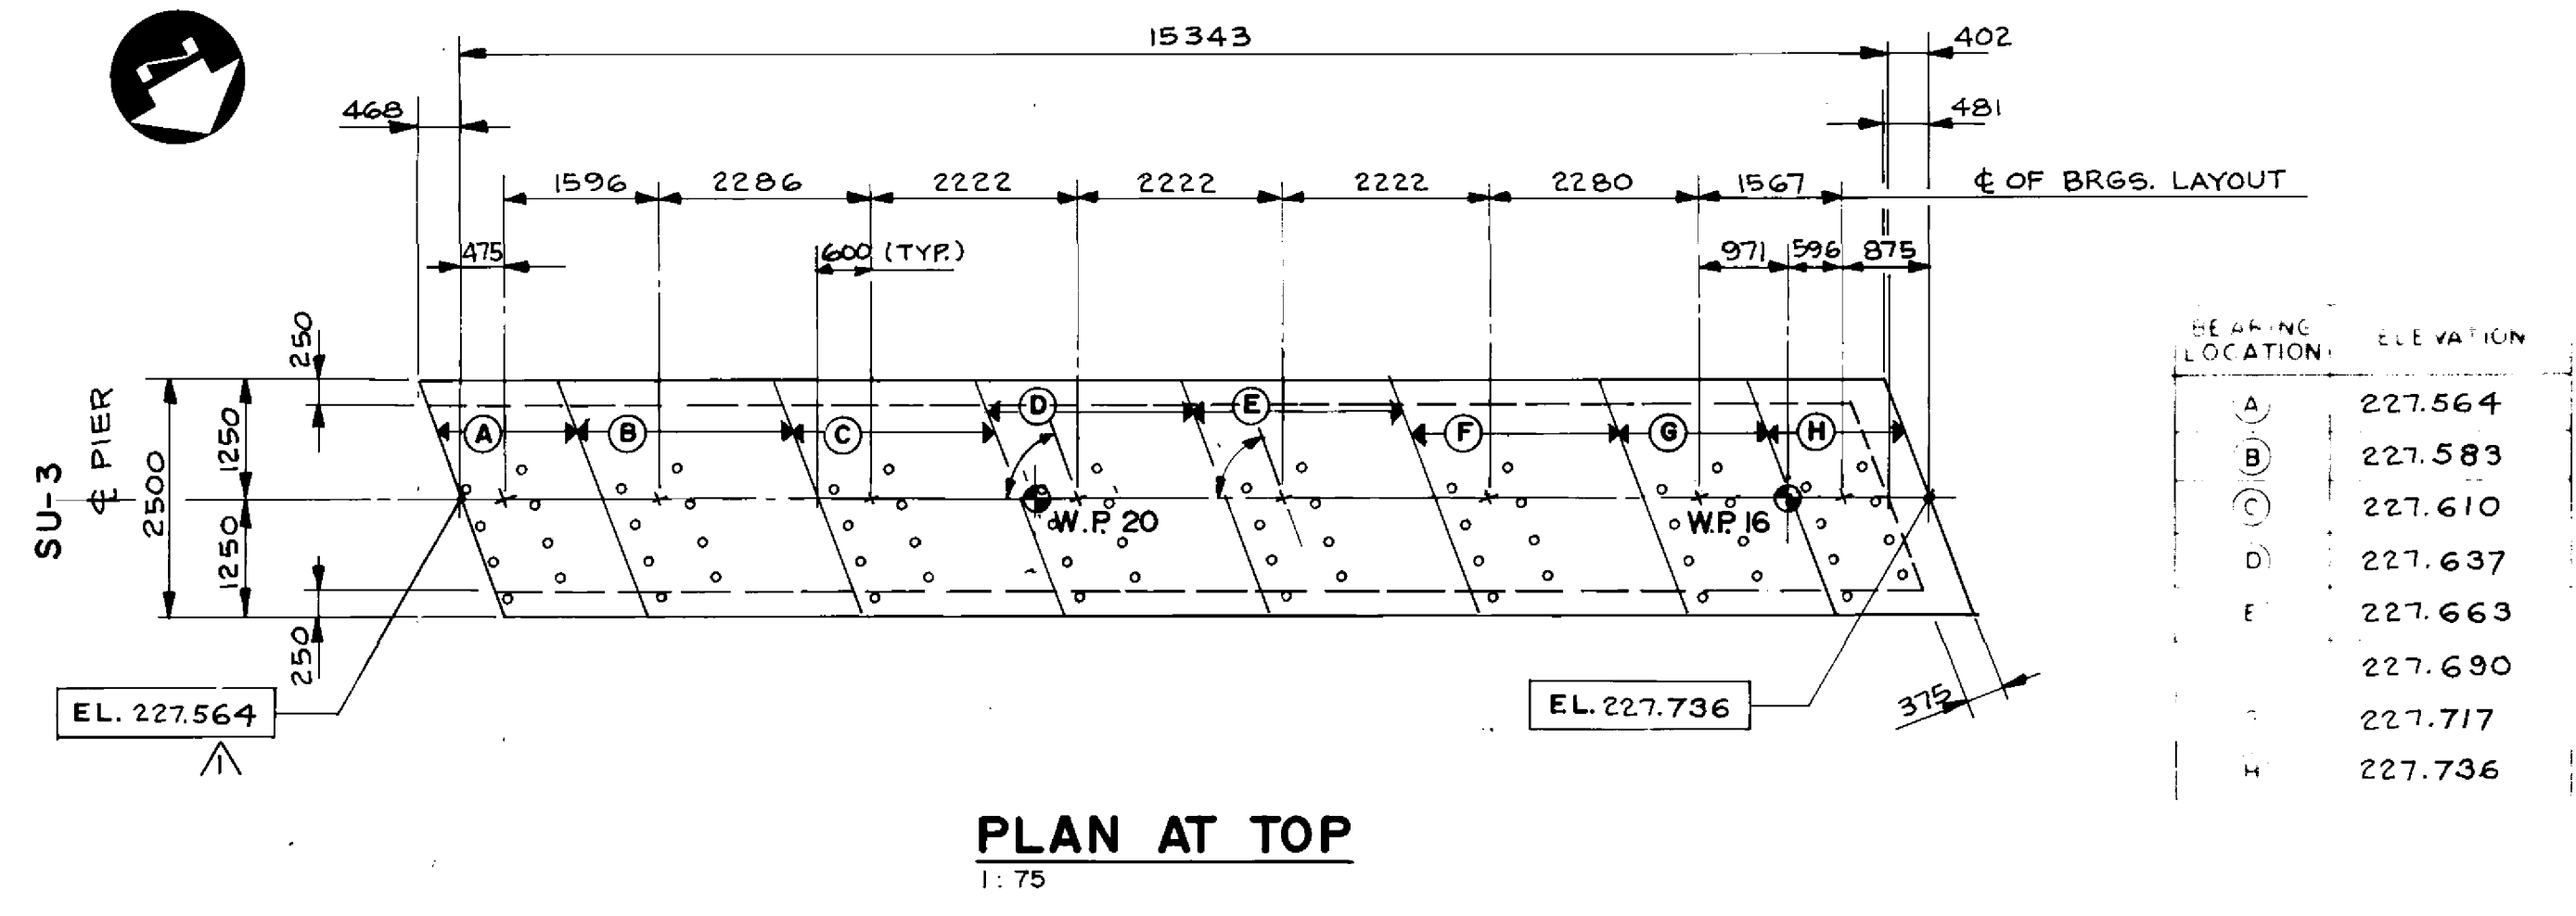 15343
402
468
481
1596
2286
2222
2222
2222
2280
1567
℄ OF BRGS. LAYOUT
475
600 (TYP.)
971
596
875
250
SU-3
℄ PIER
2500
1250
1250
250
A
B
C
D
E
F
G
H
W.P. 20
W.P. 16
EL. 227.564
1
EL. 227.736
375
BEARING LOCATION
ELEVATION
A 227.564
B 227.583
C 227.610
D 227.637
E 227.663
227.690
227.717
H 227.736
PLAN AT TOP
1 : 75